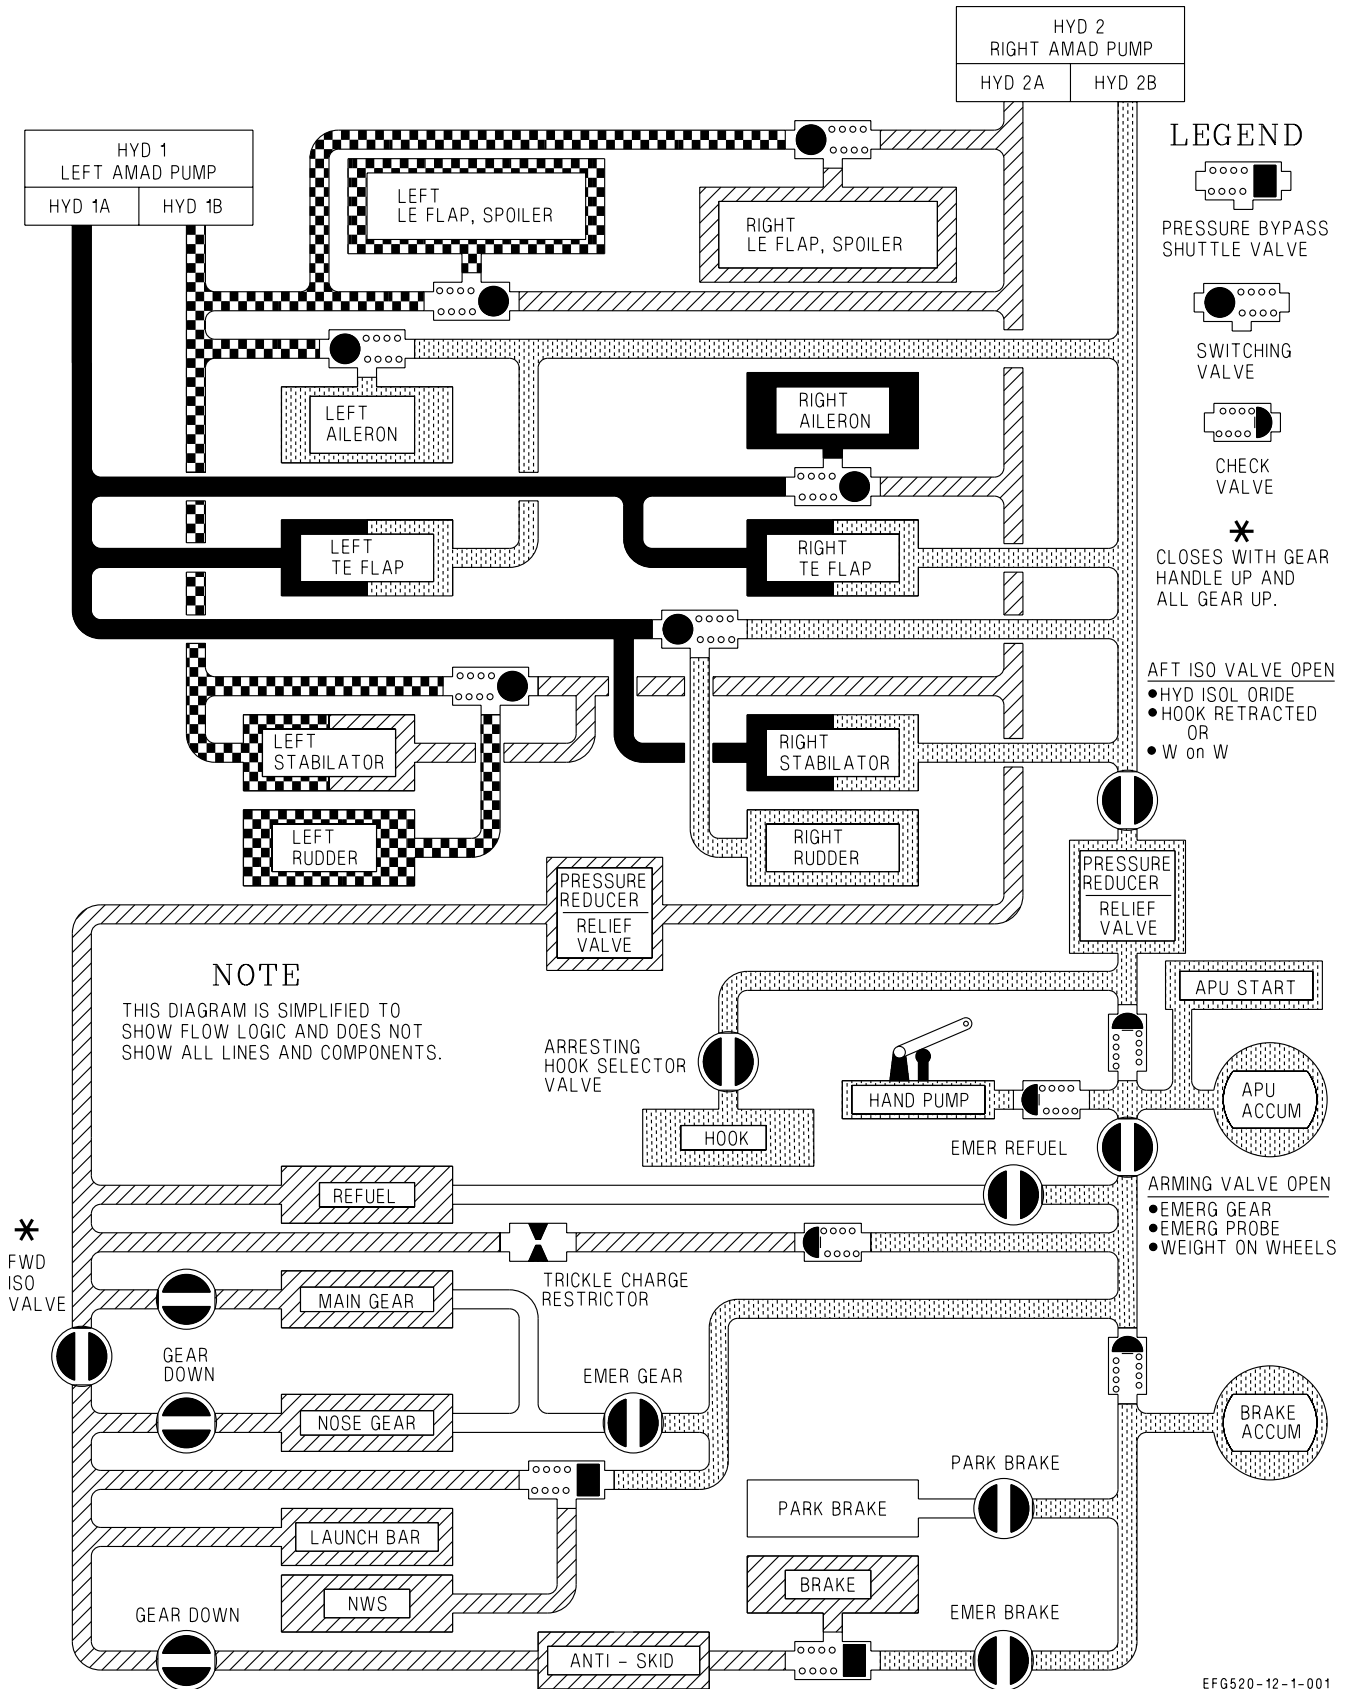 HYD 2
RIGHT AMAD PUMP
HYD 2A
HYD 2B
HYD 1
LEFT AMAD PUMP
HYD 1A
HYD 1B
LEGEND
PRESSURE BYPASS
SHUTTLE VALVE
SWITCHING
VALVE
CHECK
VALVE
*
CLOSES WITH GEAR
HANDLE UP AND
ALL GEAR UP.
LEFT
LE FLAP, SPOILER
RIGHT
LE FLAP, SPOILER
LEFT
AILERON
RIGHT
AILERON
LEFT
TE FLAP
RIGHT
TE FLAP
AFT ISO VALVE OPEN
●HYD ISOL ORIDE
●HOOK RETRACTED
OR
●W on W
LEFT
STABILATOR
RIGHT
STABILATOR
LEFT
RUDDER
RIGHT
RUDDER
PRESSURE
REDUCER
RELIEF
VALVE
PRESSURE
REDUCER
RELIEF
VALVE
NOTE
THIS DIAGRAM IS SIMPLIFIED TO
SHOW FLOW LOGIC AND DOES NOT
SHOW ALL LINES AND COMPONENTS.
APU START
ARRESTING
HOOK SELECTOR
VALVE
HAND PUMP
APU
ACCUM
HOOK
EMER REFUEL
ARMING VALVE OPEN
●EMERG GEAR
●EMERG PROBE
●WEIGHT ON WHEELS
REFUEL
*
FWD
ISO
VALVE
TRICKLE CHARGE
RESTRICTOR
MAIN GEAR
GEAR
DOWN
EMER GEAR
NOSE GEAR
BRAKE
ACCUM
PARK BRAKE
PARK BRAKE
LAUNCH BAR
NWS
BRAKE
GEAR DOWN
EMER BRAKE
ANTI - SKID
EFG520-12-1-001